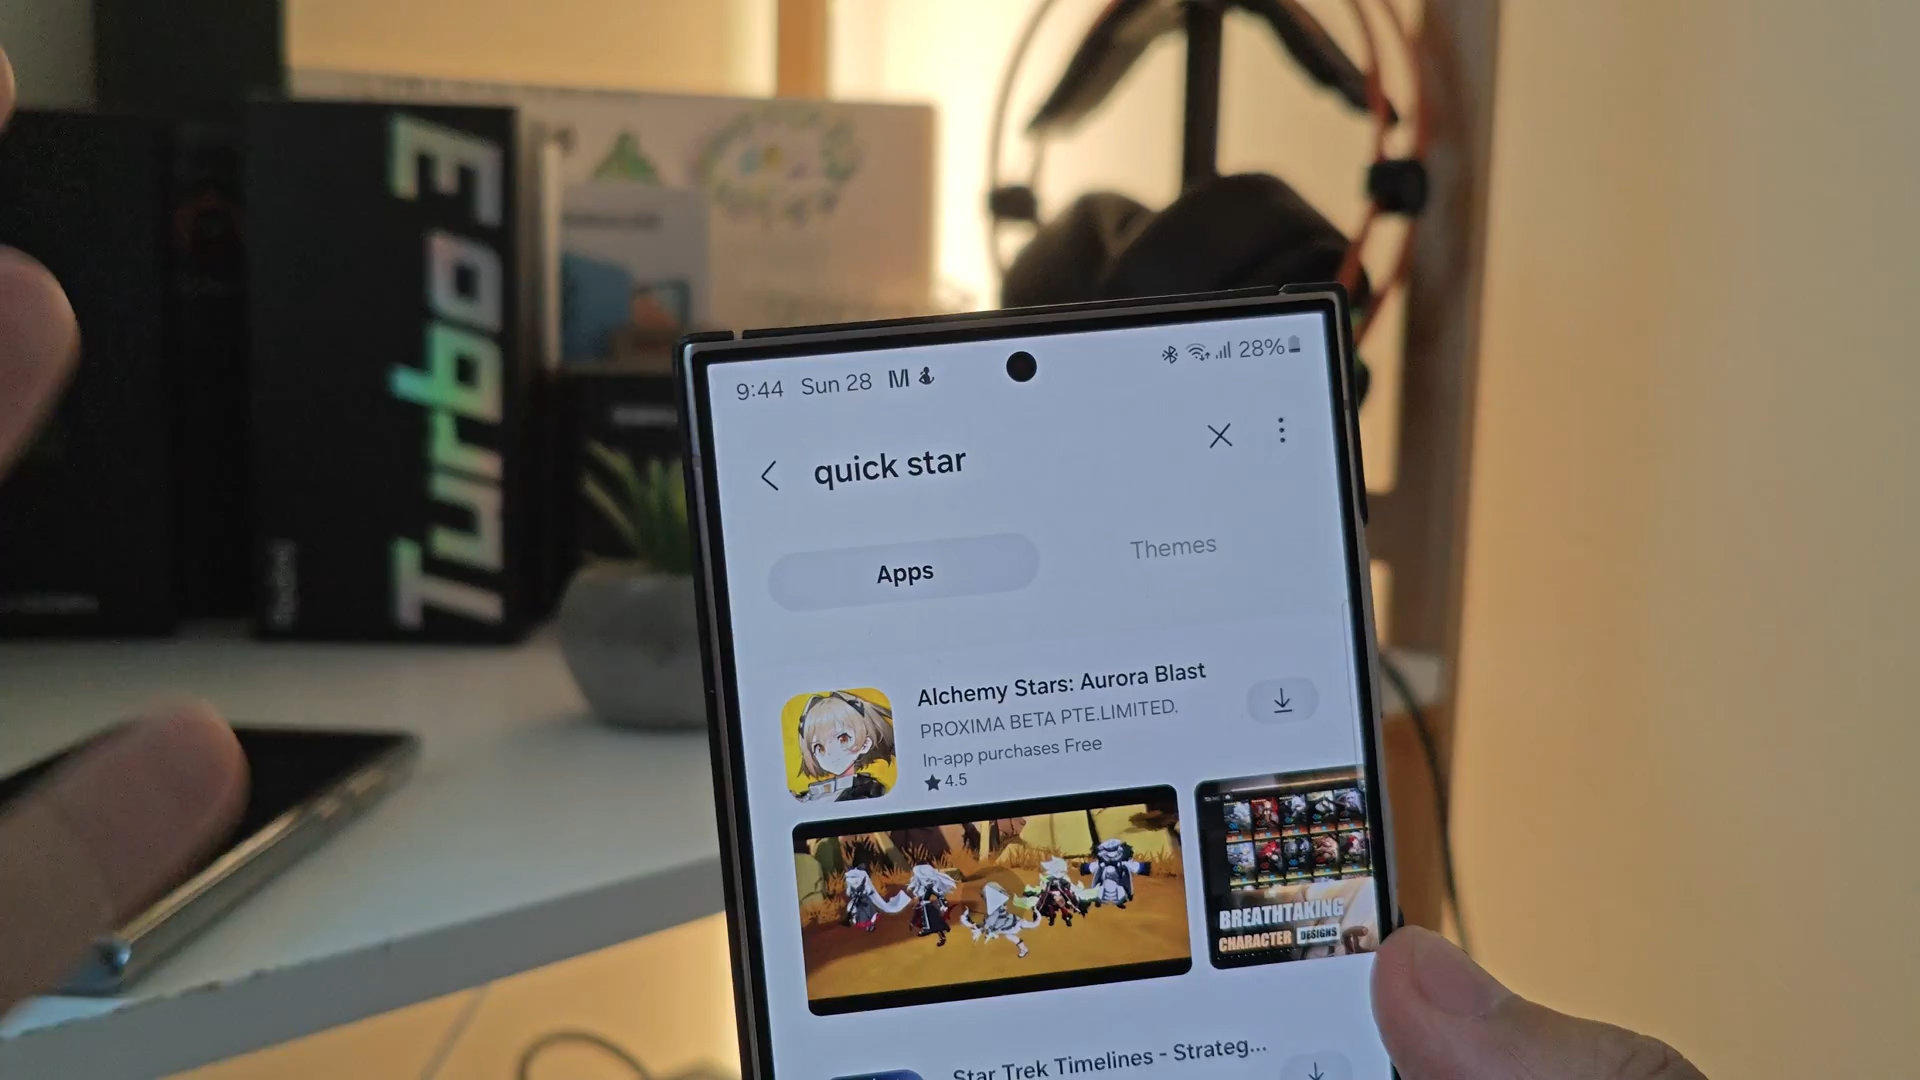 Turbo3
9:44 Sun 28 M
28%
quick star
Apps
Themes
Alchemy Stars: Aurora Blast
PROXIMA BETA PTE.LIMITED.
In-app purchases Free
★ 4.5
BREATHTAKING
CHARACTER DESIGNS
Star Trek Timelines - Strateg...